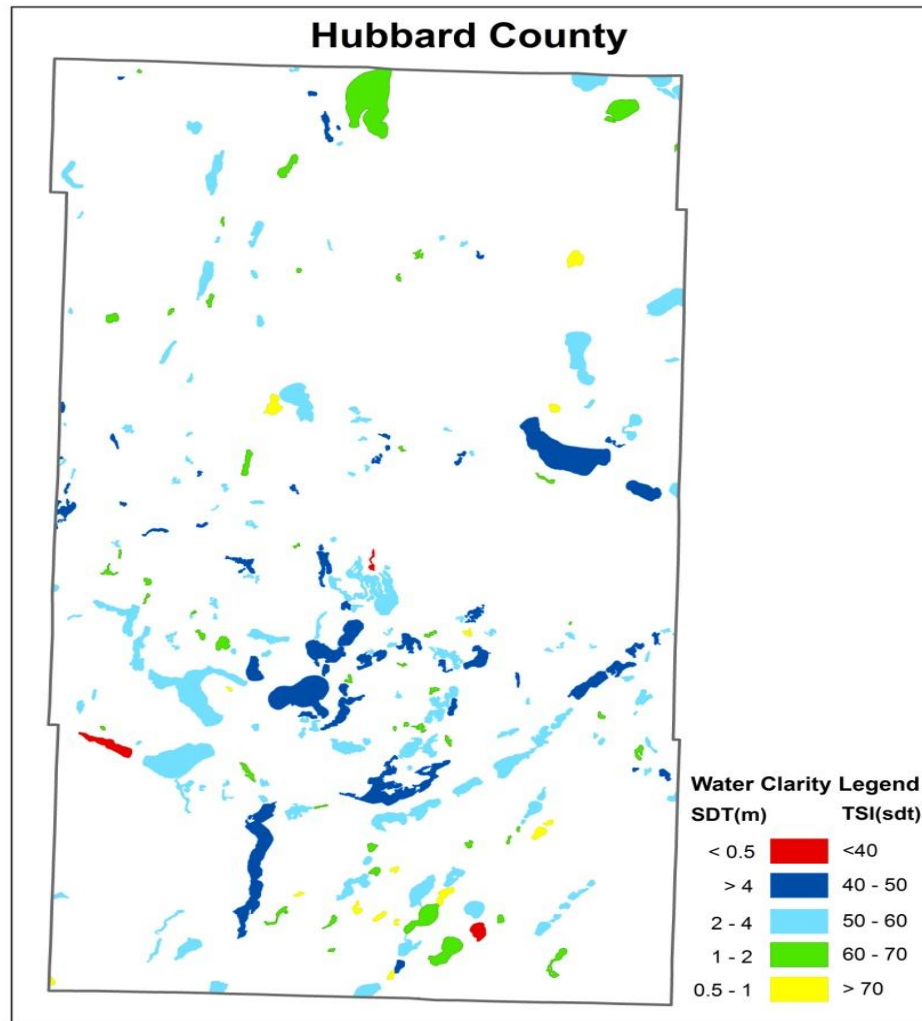 Hubbard County
Water Clarity Legend
SDT(m) TSI(sdt)
< 0.5 <40
> 4 40 - 50
2 - 4 50 - 60
1 - 2 60 - 70
0.5 - 1 > 70